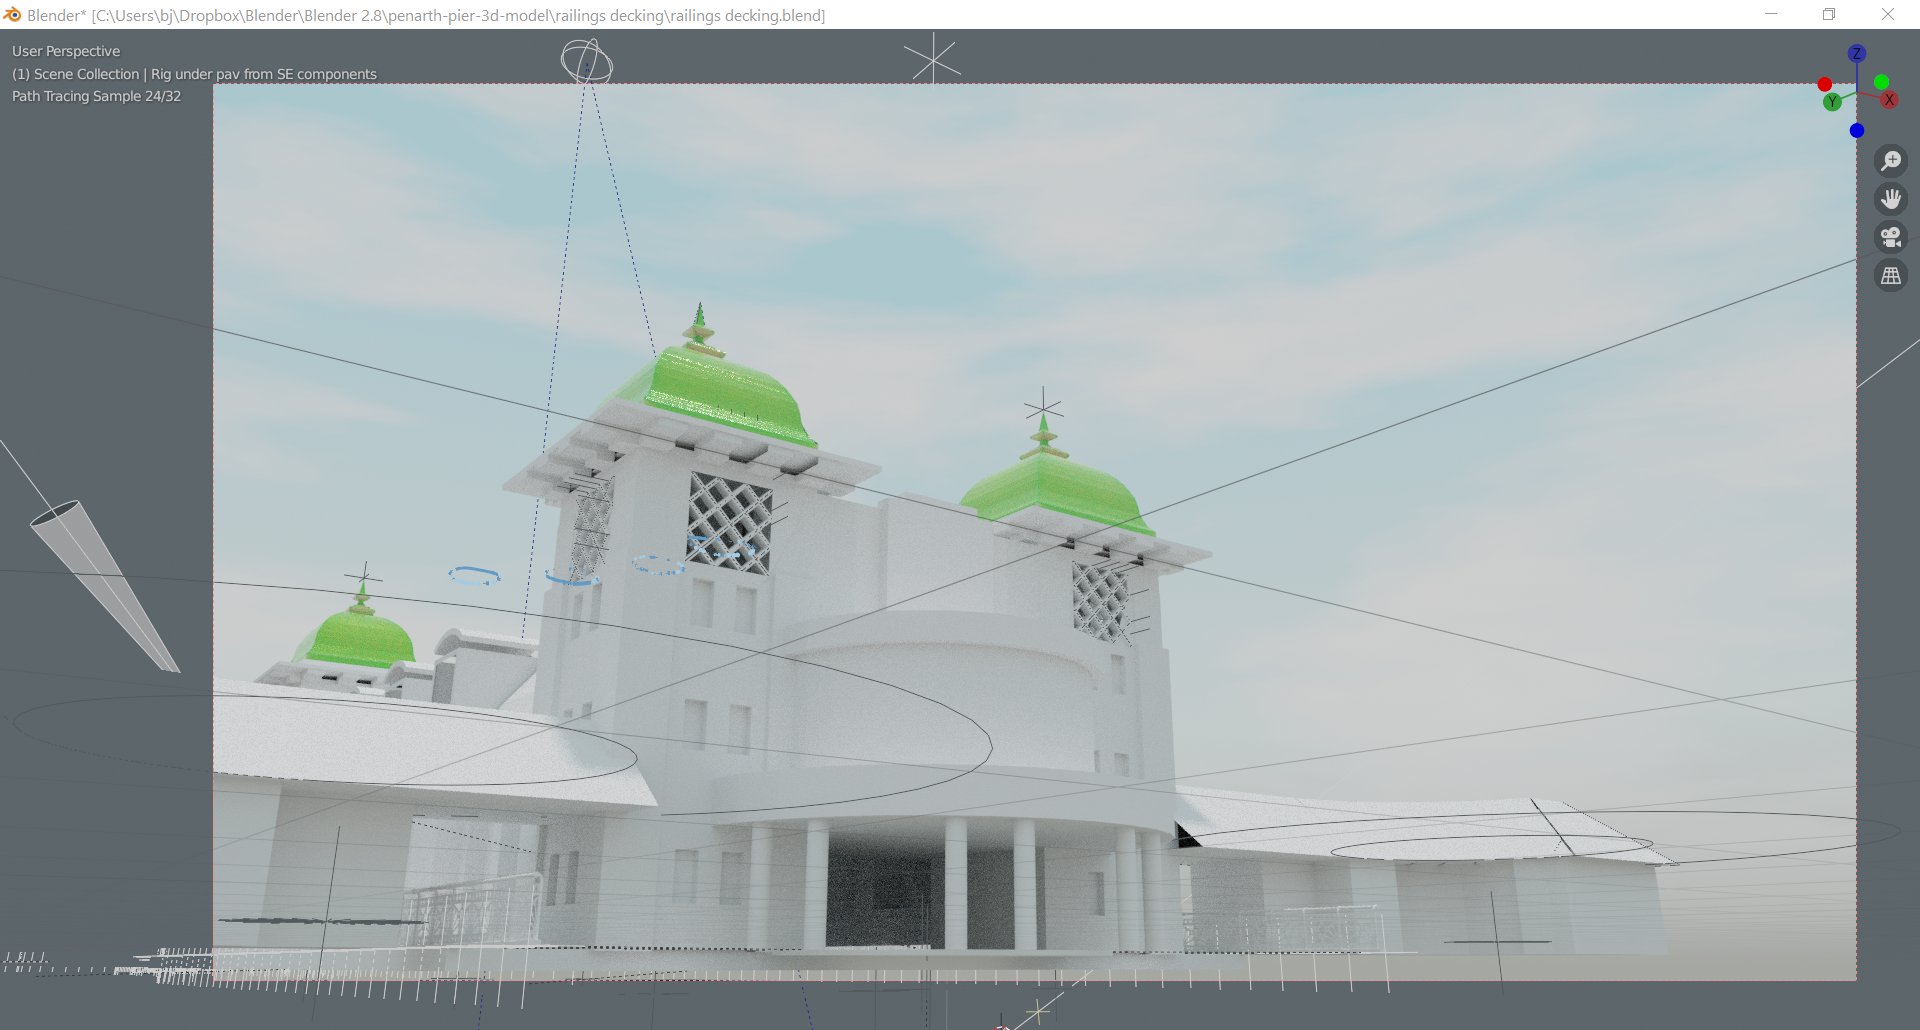 Blender* [C:\Users\bj\Dropbox\Blender\Blender 2.8\penarth-pier-3d-model\railings decking\railings decking.blend]
User Perspective
(1) Scene Collection | Rig under pav from SE components
Path Tracing Sample 24/32
Z
Y
X